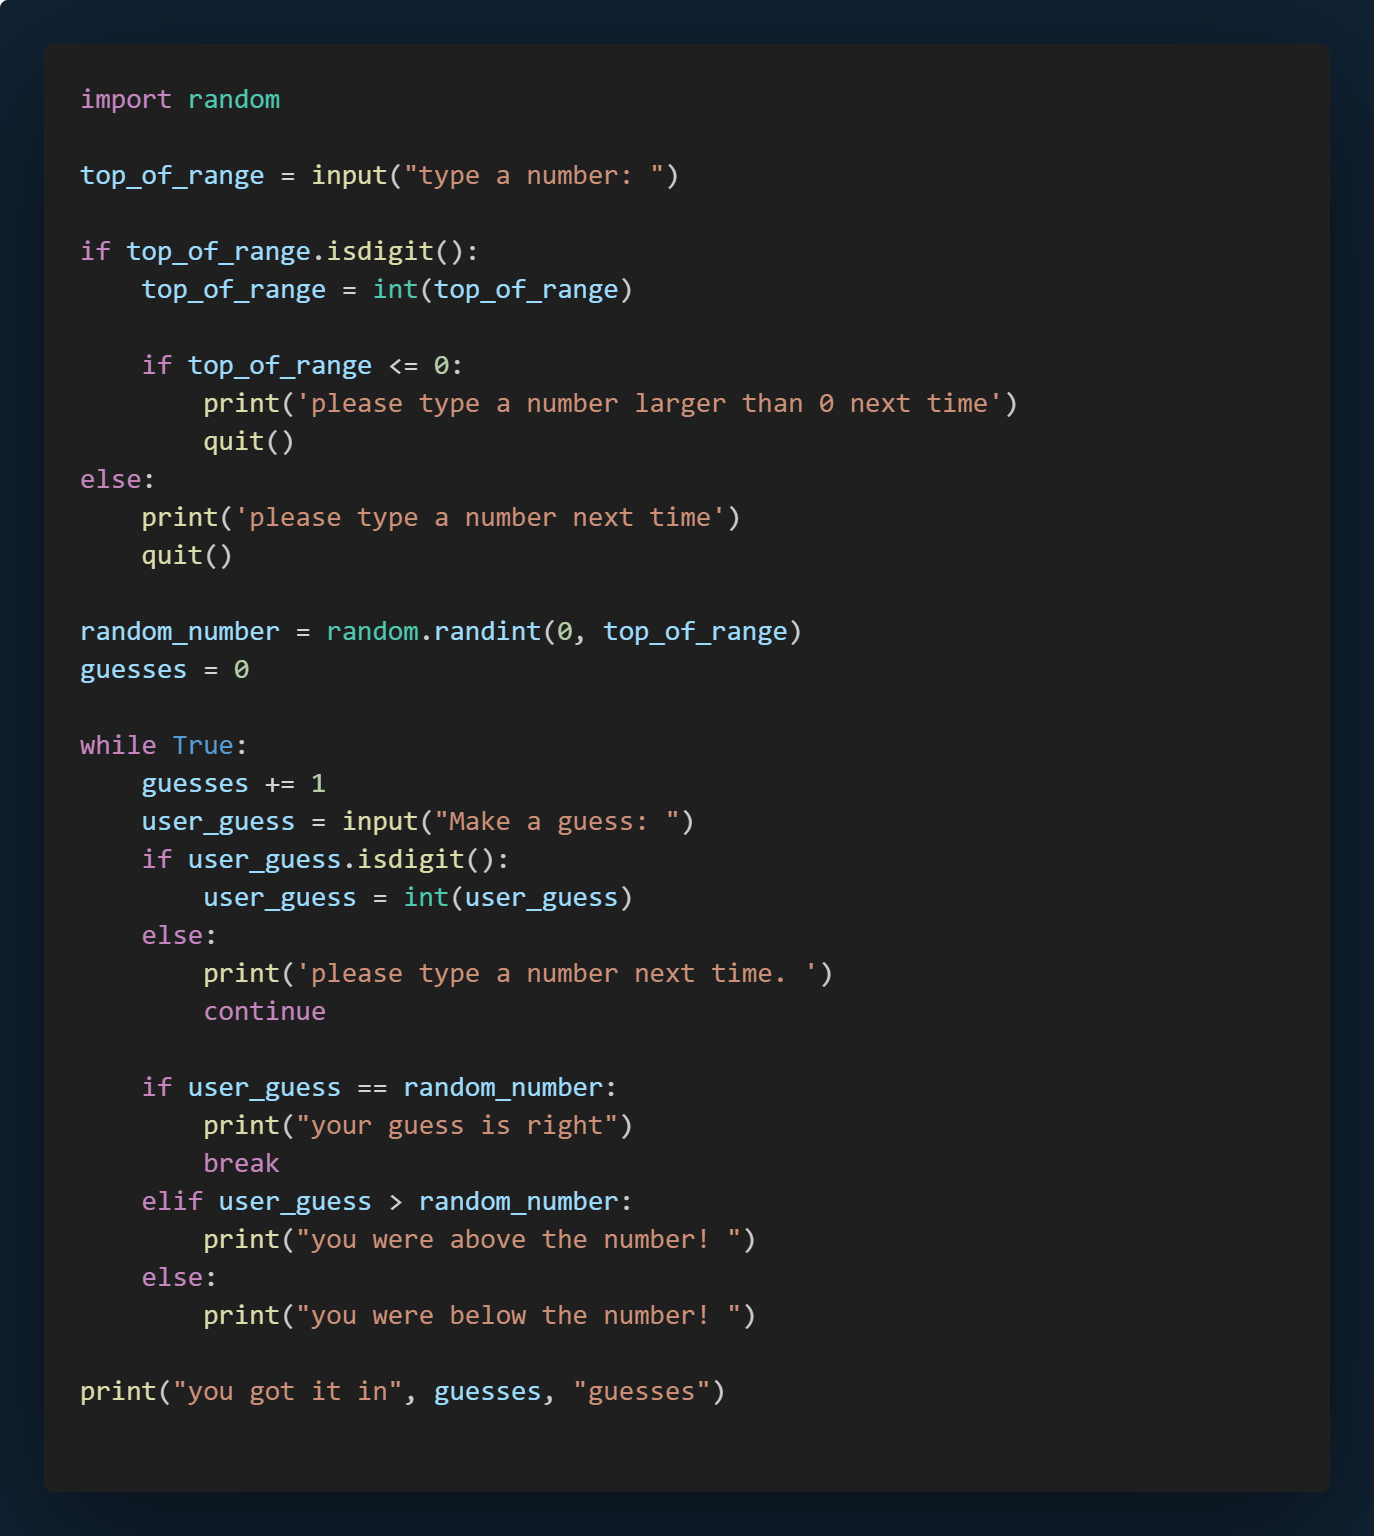 import random
top_of_range = input("type a number: ")
if top_of_range.isdigit():
    top_of_range = int(top_of_range)
    if top_of_range <= 0:
        print('please type a number larger than 0 next time')
        quit()
else:
    print('please type a number next time')
    quit()
random_number = random.randint(0, top_of_range)
guesses = 0
while True:
    guesses += 1
    user_guess = input("Make a guess: ")
    if user_guess.isdigit():
        user_guess = int(user_guess)
    else:
        print('please type a number next time. ')
        continue
    if user_guess == random_number:
        print("your guess is right")
        break
    elif user_guess > random_number:
        print("you were above the number! ")
    else:
        print("you were below the number! ")
print("you got it in", guesses, "guesses")